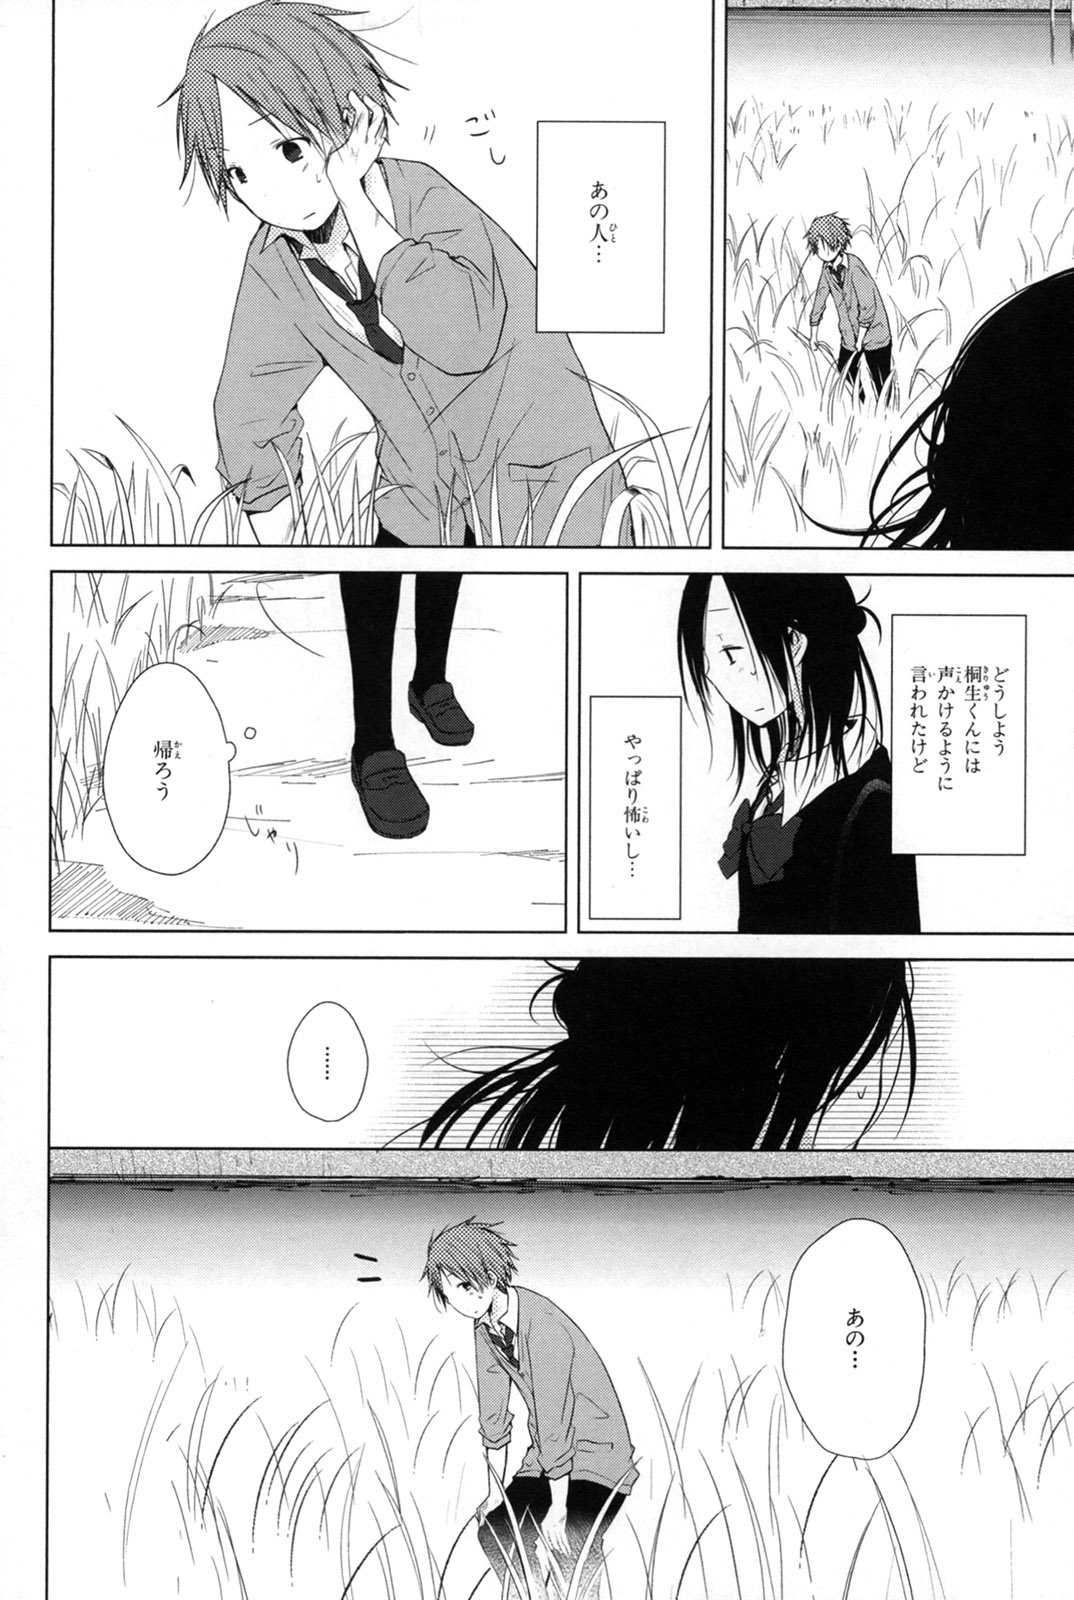 あの人…
ごし
どうしよう
桐生くんには
声かけるように
言われたけど
やっぱり怖いし…
じゃり
帰ろう
……
あの…